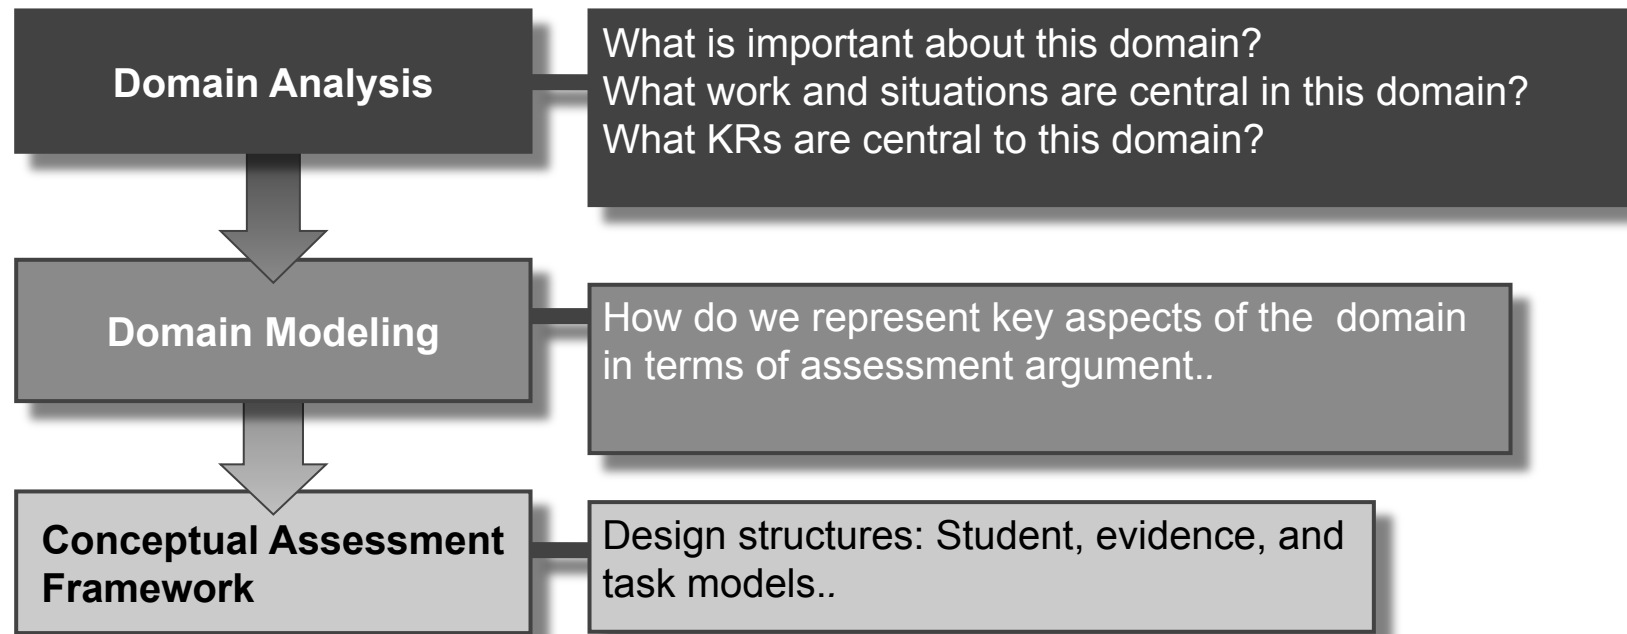 Domain Analysis
What is important about this domain?
What work and situations are central in this domain?
What KRs are central to this domain?
Domain Modeling
How do we represent key aspects of the  domain
in terms of assessment argument..
Conceptual Assessment
Framework
Design structures: Student, evidence, and
task models..